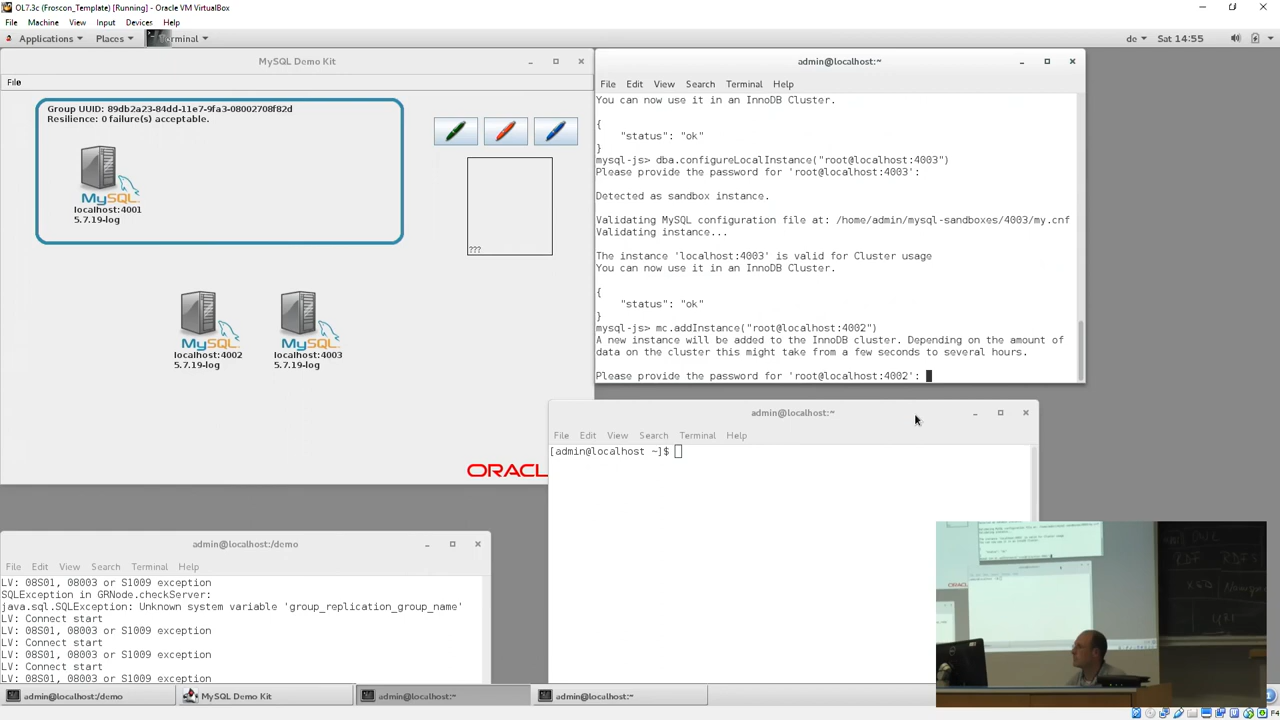 OL7.3c (Froscon_Template) [Running] - Oracle VM VirtualBox
File Machine View Input Devices Help
Applications Places Terminal de Sat 14:55
MySQL Demo Kit
File
Group UUID: 89db2a23-84dd-11e7-9fa3-08002708f82d
Resilience: 0 failure(s) acceptable.
MySQL
localhost:4001
5.7.19-log
???
MySQL
localhost:4002
5.7.19-log
MySQL
localhost:4003
5.7.19-log
ORACL
admin@localhost:~
File Edit View Search Terminal Help
You can now use it in an InnoDB Cluster.
{
"status": "ok"
}
mysql-js> dba.configureLocalInstance("root@localhost:4003")
Please provide the password for 'root@localhost:4003':
Detected as sandbox instance.
Validating MySQL configuration file at: /home/admin/mysql-sandboxes/4003/my.cnf
Validating instance...
The instance 'localhost:4003' is valid for Cluster usage
You can now use it in an InnoDB Cluster.
{
"status": "ok"
}
mysql-js> mc.addInstance("root@localhost:4002")
A new instance will be added to the InnoDB cluster. Depending on the amount of
data on the cluster this might take from a few seconds to several hours.
Please provide the password for 'root@localhost:4002':
admin@localhost:~
File Edit View Search Terminal Help
[admin@localhost ~]$
admin@localhost:/demo
File Edit View Search Terminal Help
LV: 08S01, 08003 or S1009 exception
SQLException in GRNode.checkServer:
java.sql.SQLException: Unknown system variable 'group_replication_group_name'
LV: Connect start
LV: 08S01, 08003 or S1009 exception
LV: Connect start
LV: 08S01, 08003 or S1009 exception
LV: Connect start
LV: 08S01, 08003 or S1009 exception
admin@localhost:/demo MySQL Demo Kit admin@localhost:~ admin@localhost:~
F4